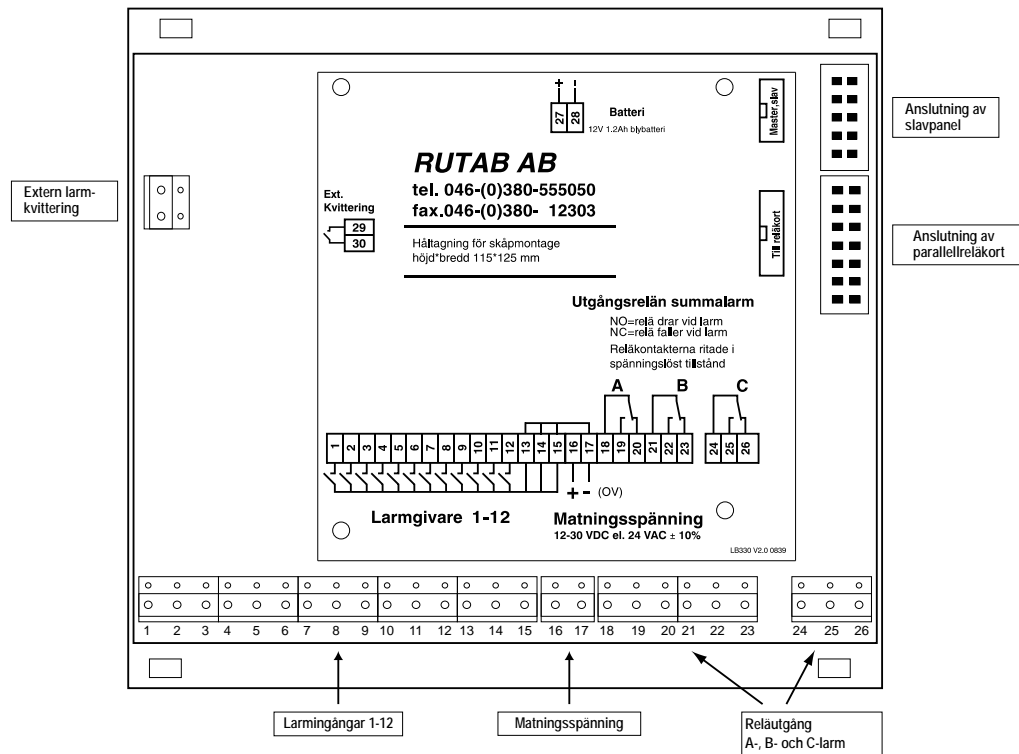 + -
27 28
Batteri
12V 1.2Ah blybatteri
Master.slav
Anslutning av
slavpanel
RUTAB AB
tel. 046-(0)380-555050
fax.046-(0)380- 12303
Extern larm-
kvittering
Ext.
Kvittering
29
30
Håltagning för skåpmontage
höjd*bredd 115*125 mm
Till reläkort
Anslutning av
parallellreläkort
Utgångsrelän summalarm
NO=relä drar vid larm
NC=relä faller vid larm
Reläkontakterna ritade i
spänningslöst tillstånd
A B C
1 2 3 4 5 6 7 8 9 10 11 12 13 14 15 16 17 18 19 20 21 22 23 24 25 26
+ - (OV)
Larmgivare 1-12
Matningsspänning
12-30 VDC el. 24 VAC ± 10%
LB330 V2.0 0839
1 2 3 4 5 6 7 8 9 10 11 12 13 14 15 16 17 18 19 20 21 22 23 24 25 26
Larmingångar 1-12
Matningsspänning
Reläutgång
A-, B- och C-larm